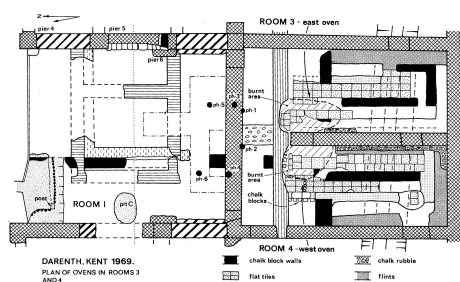 Z
pier 4
pier 5
pier 6
ROOM 3 - east oven
burnt area
ph-3
ph-5
ph-1
ph-2
ph-6
burnt area
chalk blocks
post
ROOM I
pit C
ROOM 4 - west oven
DARENTH, KENT 1969.
PLAN OF OVENS IN ROOMS 3
AND 4
chalk block walls
chalk rubble
flat tiles
flints